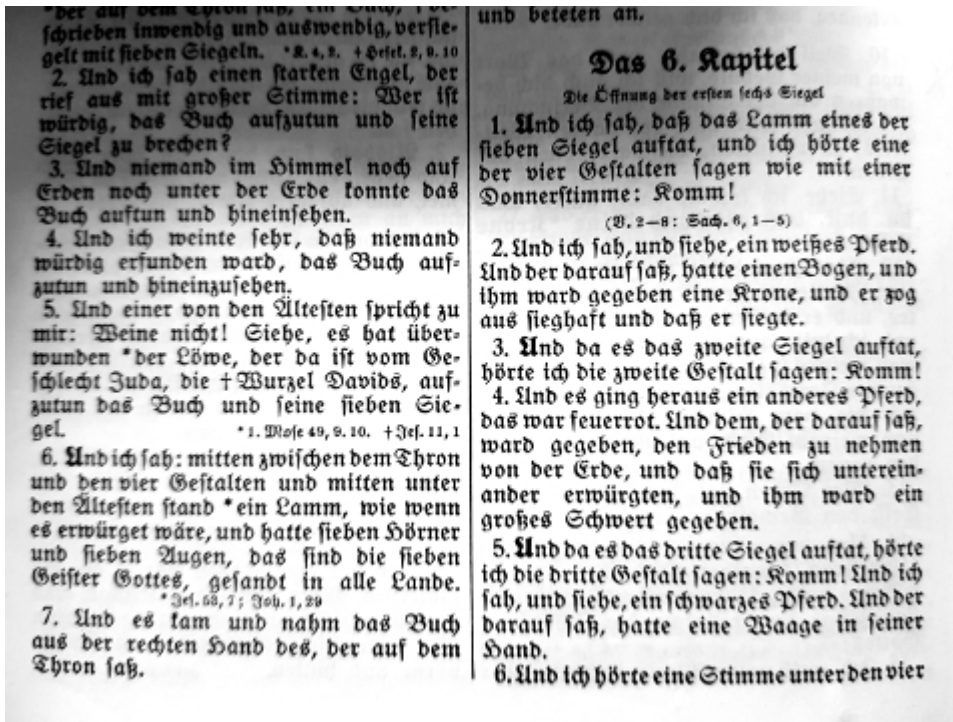 *der auf dem Thron saß, ein Buch, be-
schrieben inwendig und auswendig, versie-
gelt mit sieben Siegeln. *K. 4, 2. †Hesek. 2, 9. 10
2. Und ich sah einen starken Engel, der
rief aus mit großer Stimme: Wer ist
würdig, das Buch aufzutun und seine
Siegel zu brechen?
3. Und niemand im Himmel noch auf
Erden noch unter der Erde konnte das
Buch auftun und hineinsehen.
4. Und ich weinte sehr, daß niemand
würdig erfunden ward, das Buch auf-
zutun und hineinzusehen.
5. Und einer von den Ältesten spricht zu
mir: Weine nicht! Siehe, es hat über-
wunden *der Löwe, der da ist vom Ge-
schlecht Juda, die †Wurzel Davids, auf-
zutun das Buch und seine sieben Sie-
gel. *1. Mose 49, 9. 10. †Jes. 11, 1
6. Und ich sah: mitten zwischen dem Thron
und den vier Gestalten und mitten unter
den Ältesten stand *ein Lamm, wie wenn
es erwürget wäre, und hatte sieben Hörner
und sieben Augen, das sind die sieben
Geister Gottes, gesandt in alle Lande.
*Jes. 53, 7; Joh. 1, 29
7. Und es kam und nahm das Buch
aus der rechten Hand des, der auf dem
Thron saß.
und beteten an.
Das 6. Kapitel
Die Öffnung der ersten sechs Siegel
1. Und ich sah, daß das Lamm eines der
sieben Siegel auftat, und ich hörte eine
der vier Gestalten sagen wie mit einer
Donnerstimme: Komm!
(V. 2–8: Sach. 6, 1–5)
2. Und ich sah, und siehe, ein weißes Pferd.
Und der darauf saß, hatte einen Bogen, und
ihm ward gegeben eine Krone, und er zog
aus sieghaft und daß er siegte.
3. Und da es das zweite Siegel auftat,
hörte ich die zweite Gestalt sagen: Komm!
4. Und es ging heraus ein anderes Pferd,
das war feuerrot. Und dem, der darauf saß,
ward gegeben, den Frieden zu nehmen
von der Erde, und daß sie sich unterein-
ander erwürgten, und ihm ward ein
großes Schwert gegeben.
5. Und da es das dritte Siegel auftat, hörte
ich die dritte Gestalt sagen: Komm! Und ich
sah, und siehe, ein schwarzes Pferd. Und der
darauf saß, hatte eine Waage in seiner
Hand.
6. Und ich hörte eine Stimme unter den vier